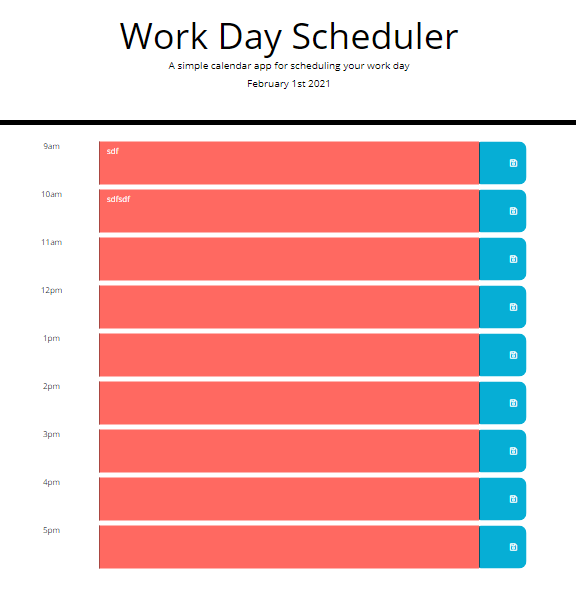 Work Day Scheduler
A simple calendar app for scheduling your work day
February 1st 2021
9am
sdf
10am
sdfsdf
11am
12pm
1pm
2pm
3pm
4pm
5pm